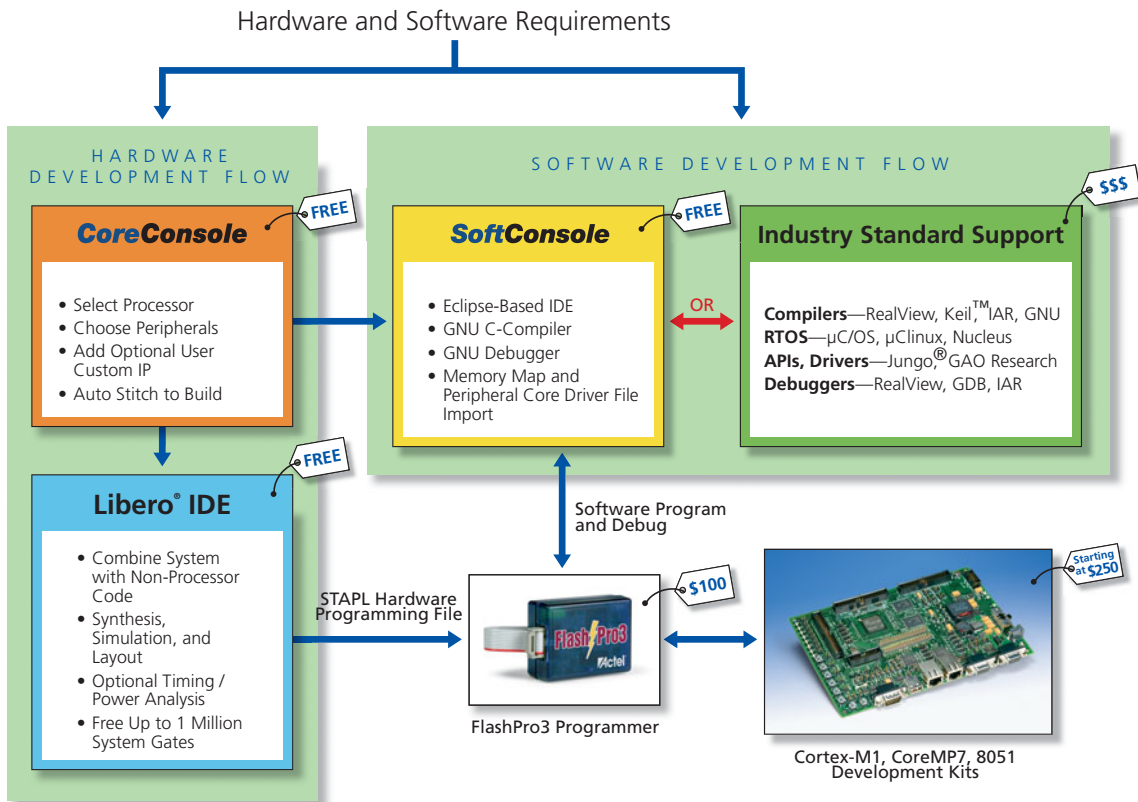 Hardware and Software Requirements
HARDWARE
DEVELOPMENT FLOW
FREE
CoreConsole
• Select Processor
• Choose Peripherals
• Add Optional User
Custom IP
• Auto Stitch to Build
FREE
Libero® IDE
• Combine System
with Non-Processor
Code
• Synthesis,
Simulation, and
Layout
• Optional Timing /
Power Analysis
• Free Up to 1 Million
System Gates
SOFTWARE DEVELOPMENT FLOW
FREE
SoftConsole
• Eclipse-Based IDE
• GNU C-Compiler
• GNU Debugger
• Memory Map and
Peripheral Core Driver File
Import
OR
$$$
Industry Standard Support
Compilers—RealView, Keil,™ IAR, GNU
RTOS—µC/OS, µClinux, Nucleus
APIs, Drivers—Jungo,® GAO Research
Debuggers—RealView, GDB, IAR
Software Program
and Debug
STAPL Hardware
Programming File
$100
FlashPro3
Actel
FlashPro3 Programmer
Starting
at $250
Cortex-M1, CoreMP7, 8051
Development Kits